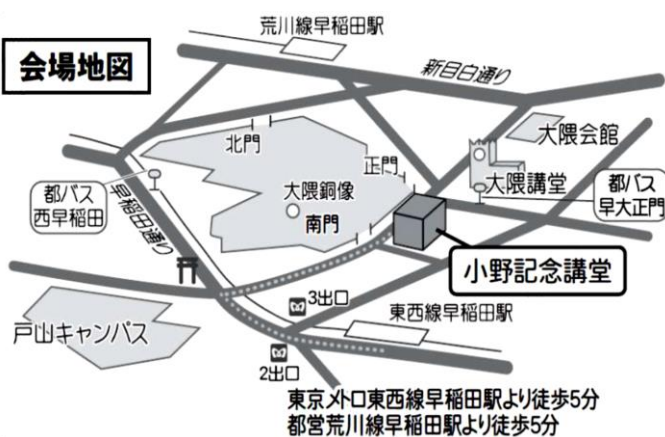 荒川線早稲田駅
会場地図
新目白通り
北門
大隈会館
正門
大隈講堂
都バス
西早稲田
大隈銅像
都バス
早大正門
早稲田通り
南門
小野記念講堂
3出口
東西線早稲田駅
戸山キャンパス
2出口
東京メトロ東西線早稲田駅より徒歩5分
都営荒川線早稲田駅より徒歩5分